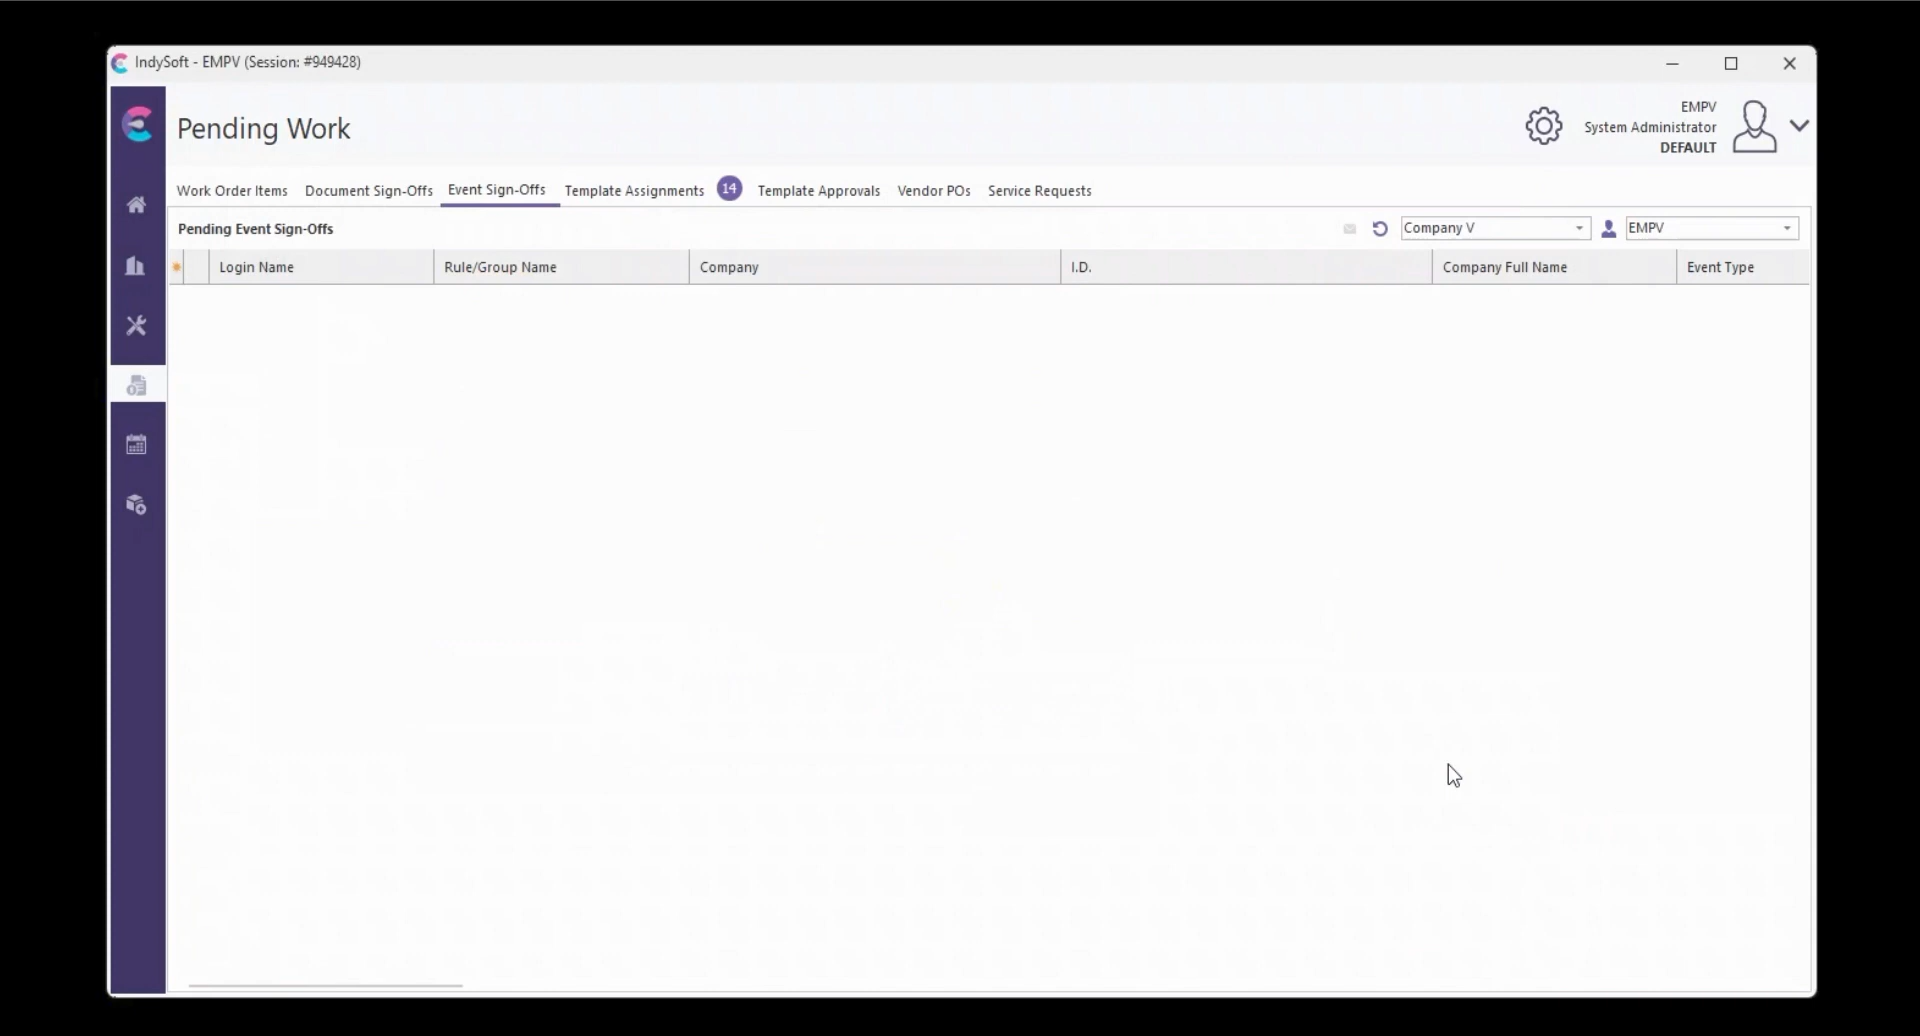 IndySoft - EMPV (Session: #949428)
Pending Work
EMPV
System Administrator
DEFAULT
Work Order Items Document Sign-Offs Event Sign-Offs Template Assignments 14 Template Approvals Vendor POs Service Requests
Pending Event Sign-Offs Company V EMPV
Login Name Rule/Group Name Company I.D. Company Full Name Event Type